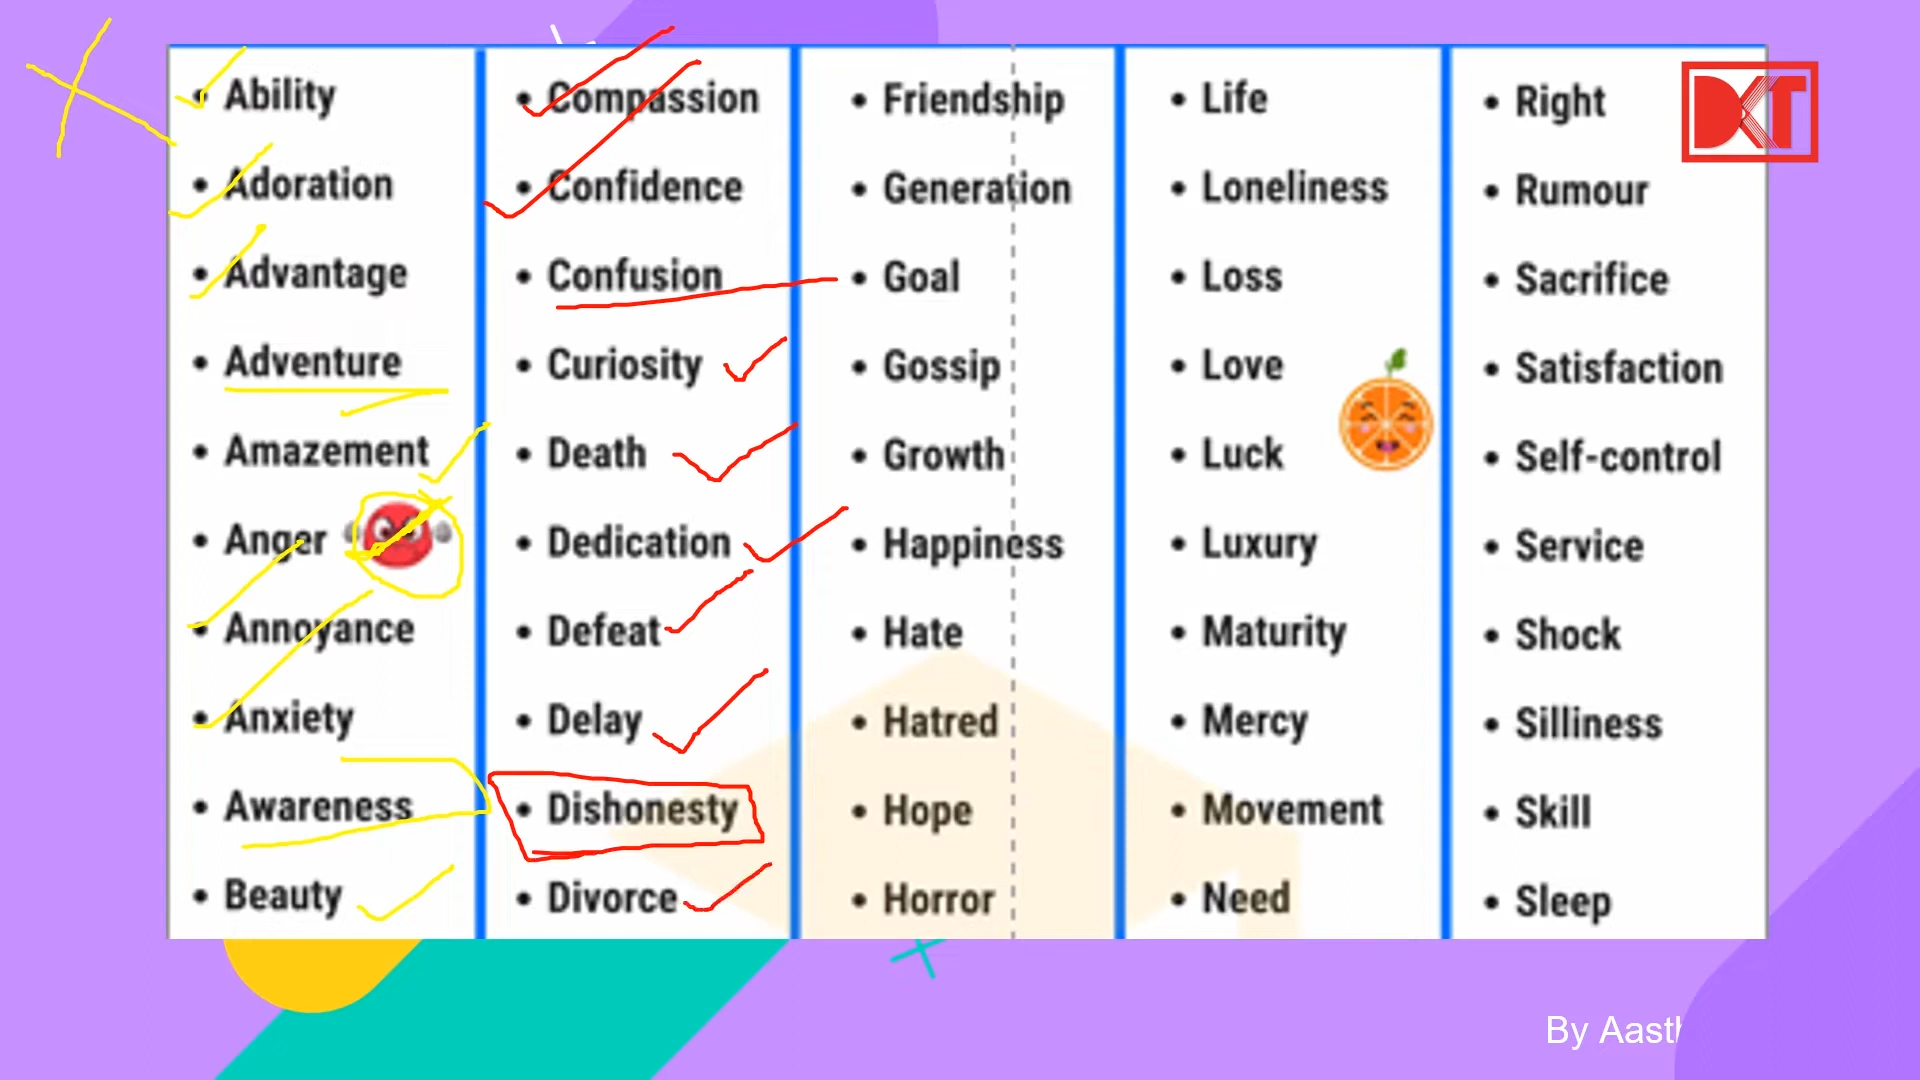 • Ability
• Adoration
• Advantage
• Adventure
• Amazement
• Anger
• Annoyance
• Anxiety
• Awareness
• Beauty
• Compassion
• Confidence
• Confusion
• Curiosity
• Death
• Dedication
• Defeat
• Delay
• Dishonesty
• Divorce
• Friendship
• Generation
• Goal
• Gossip
• Growth
• Happiness
• Hate
• Hatred
• Hope
• Horror
• Life
• Loneliness
• Loss
• Love
• Luck
• Luxury
• Maturity
• Mercy
• Movement
• Need
• Right
• Rumour
• Sacrifice
• Satisfaction
• Self-control
• Service
• Shock
• Silliness
• Skill
• Sleep
DKT
By